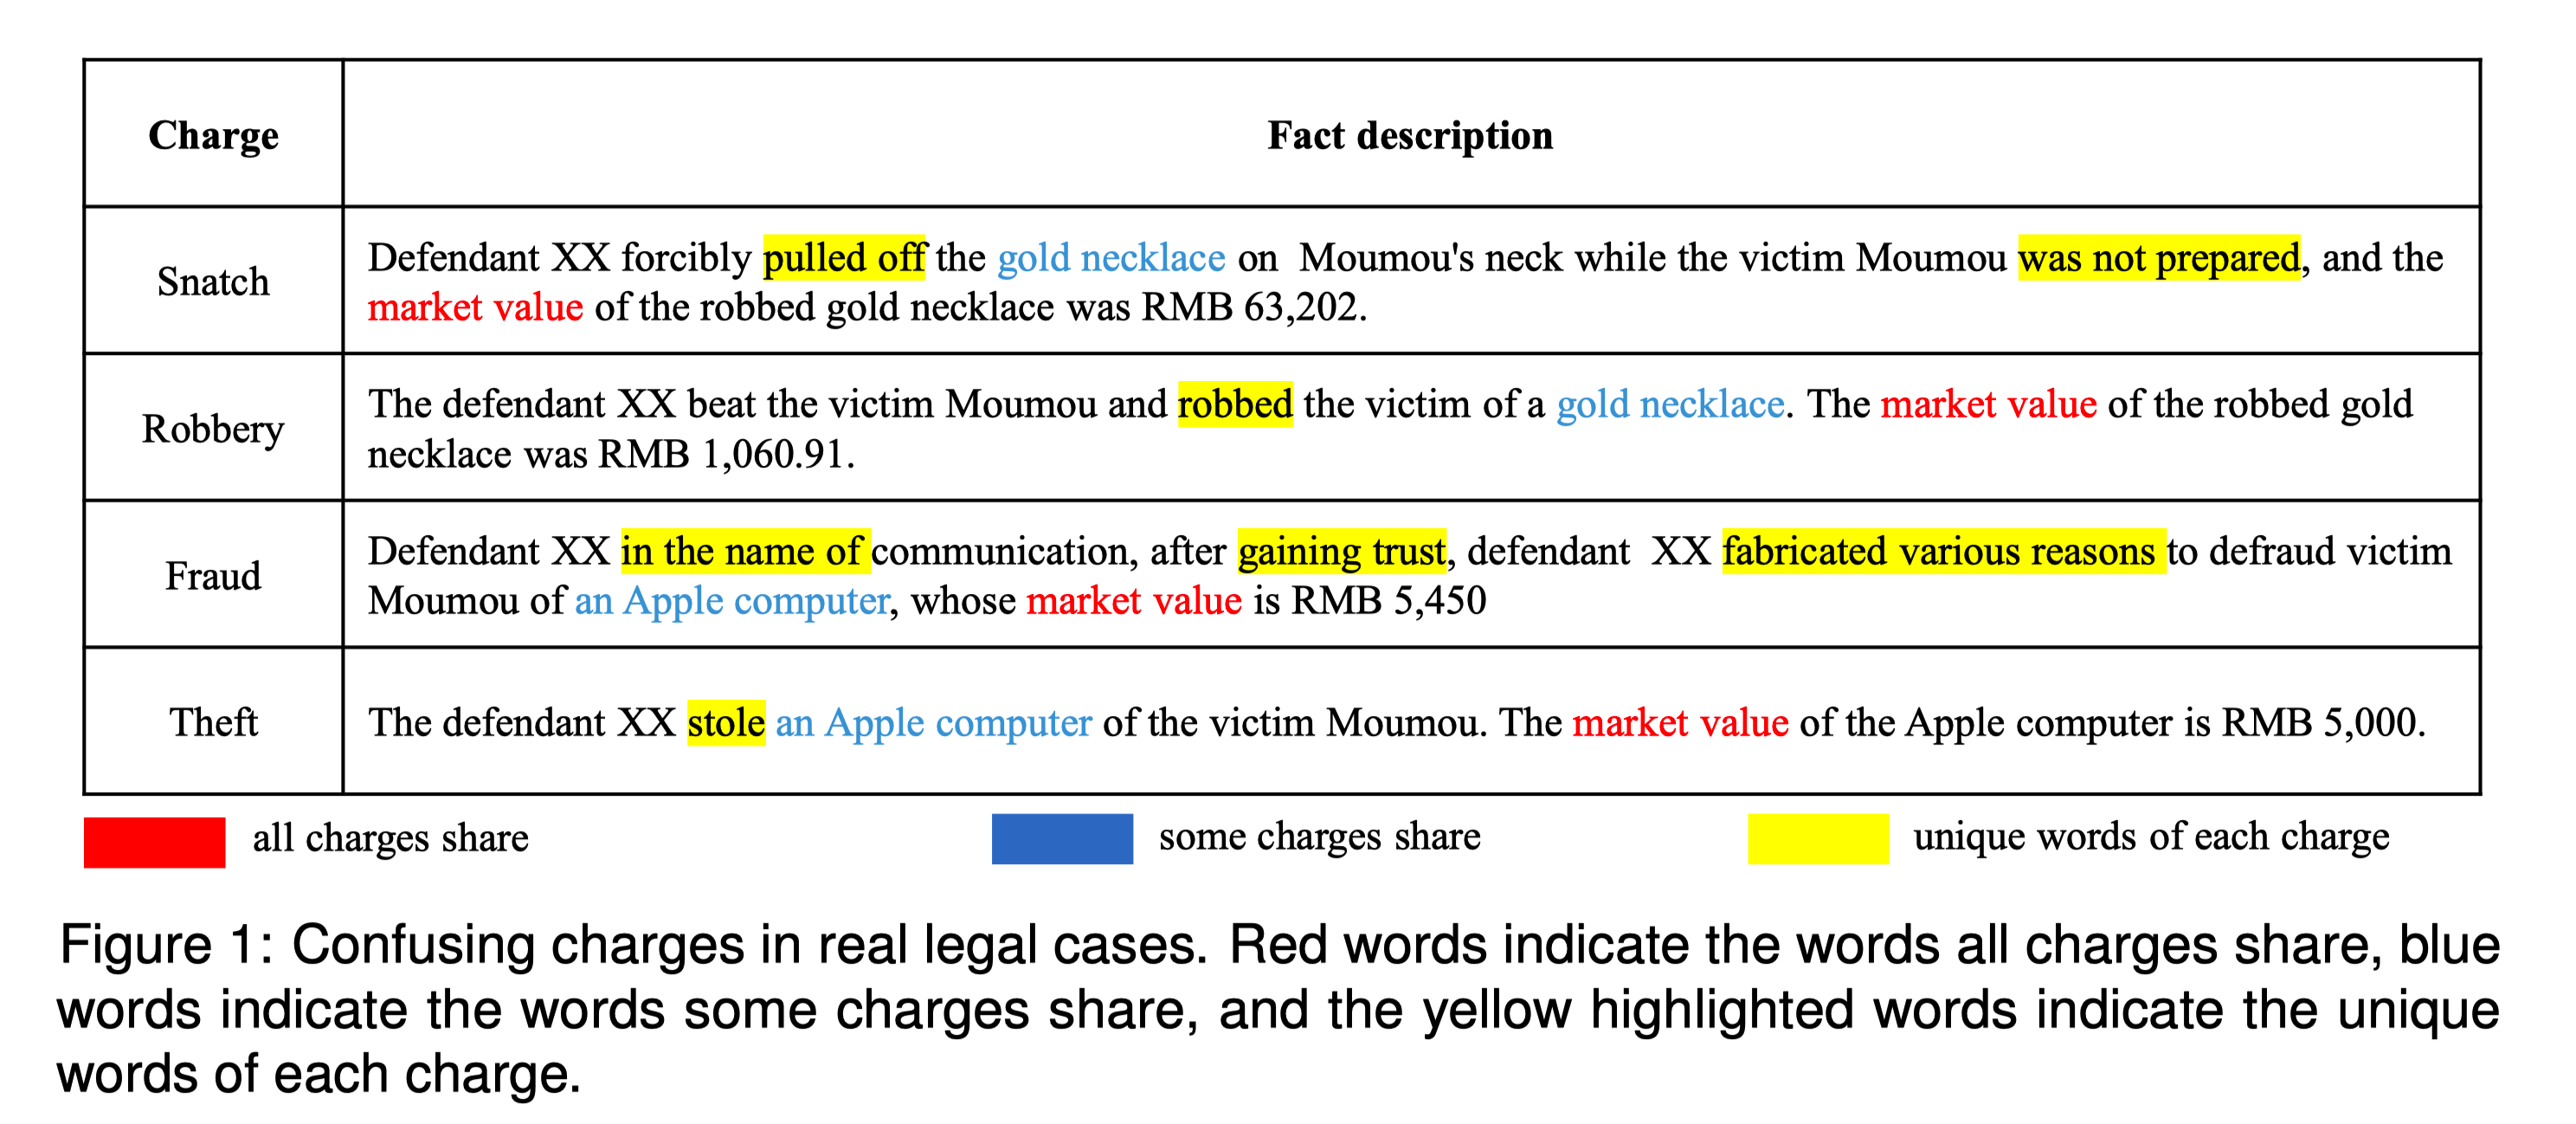 Charge
Fact description
Snatch
Defendant XX forcibly pulled off the gold necklace on Moumou's neck while the victim Moumou was not prepared, and the
market value of the robbed gold necklace was RMB 63,202.
Robbery
The defendant XX beat the victim Moumou and robbed the victim of a gold necklace. The market value of the robbed gold
necklace was RMB 1,060.91.
Fraud
Defendant XX in the name of communication, after gaining trust, defendant XX fabricated various reasons to defraud victim
Moumou of an Apple computer, whose market value is RMB 5,450
Theft
The defendant XX stole an Apple computer of the victim Moumou. The market value of the Apple computer is RMB 5,000.
all charges share
some charges share
unique words of each charge
Figure 1: Confusing charges in real legal cases. Red words indicate the words all charges share, blue
words indicate the words some charges share, and the yellow highlighted words indicate the unique
words of each charge.